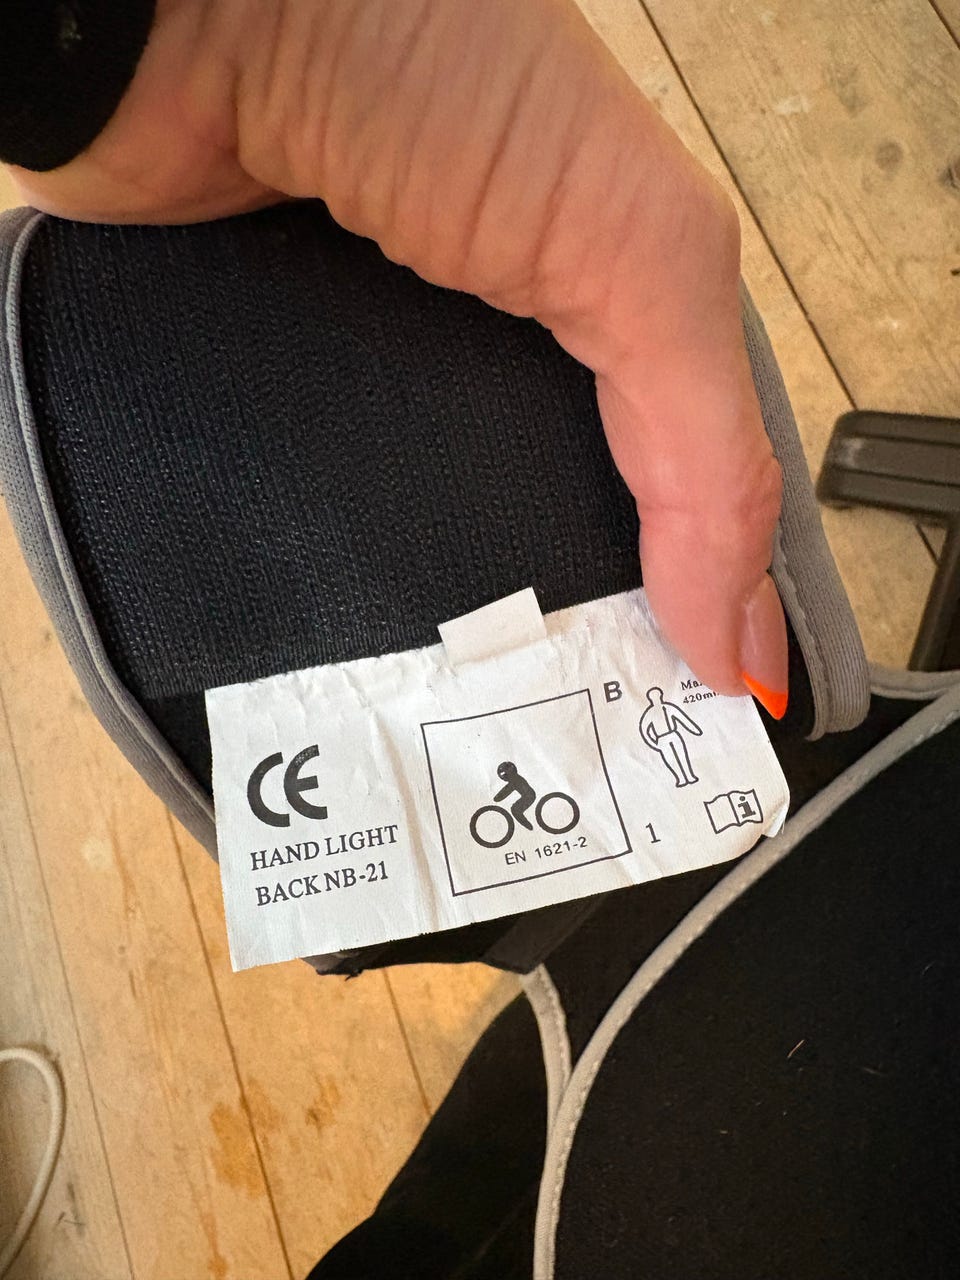 CE
HAND LIGHT
BACK NB-21
EN 1621-2
B
1
i